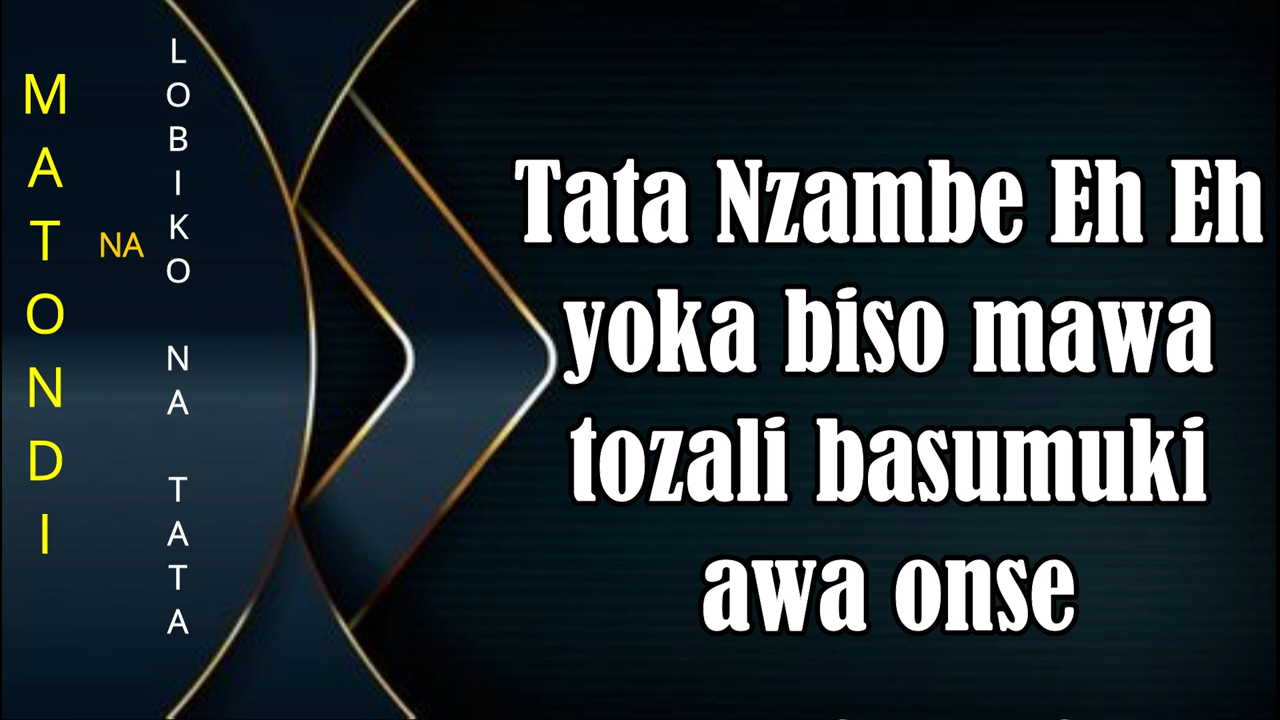 MATONDI
NA
LOBIKO NA TATA
Tata Nzambe Eh Eh
yoka biso mawa
tozali basumuki
awa onse